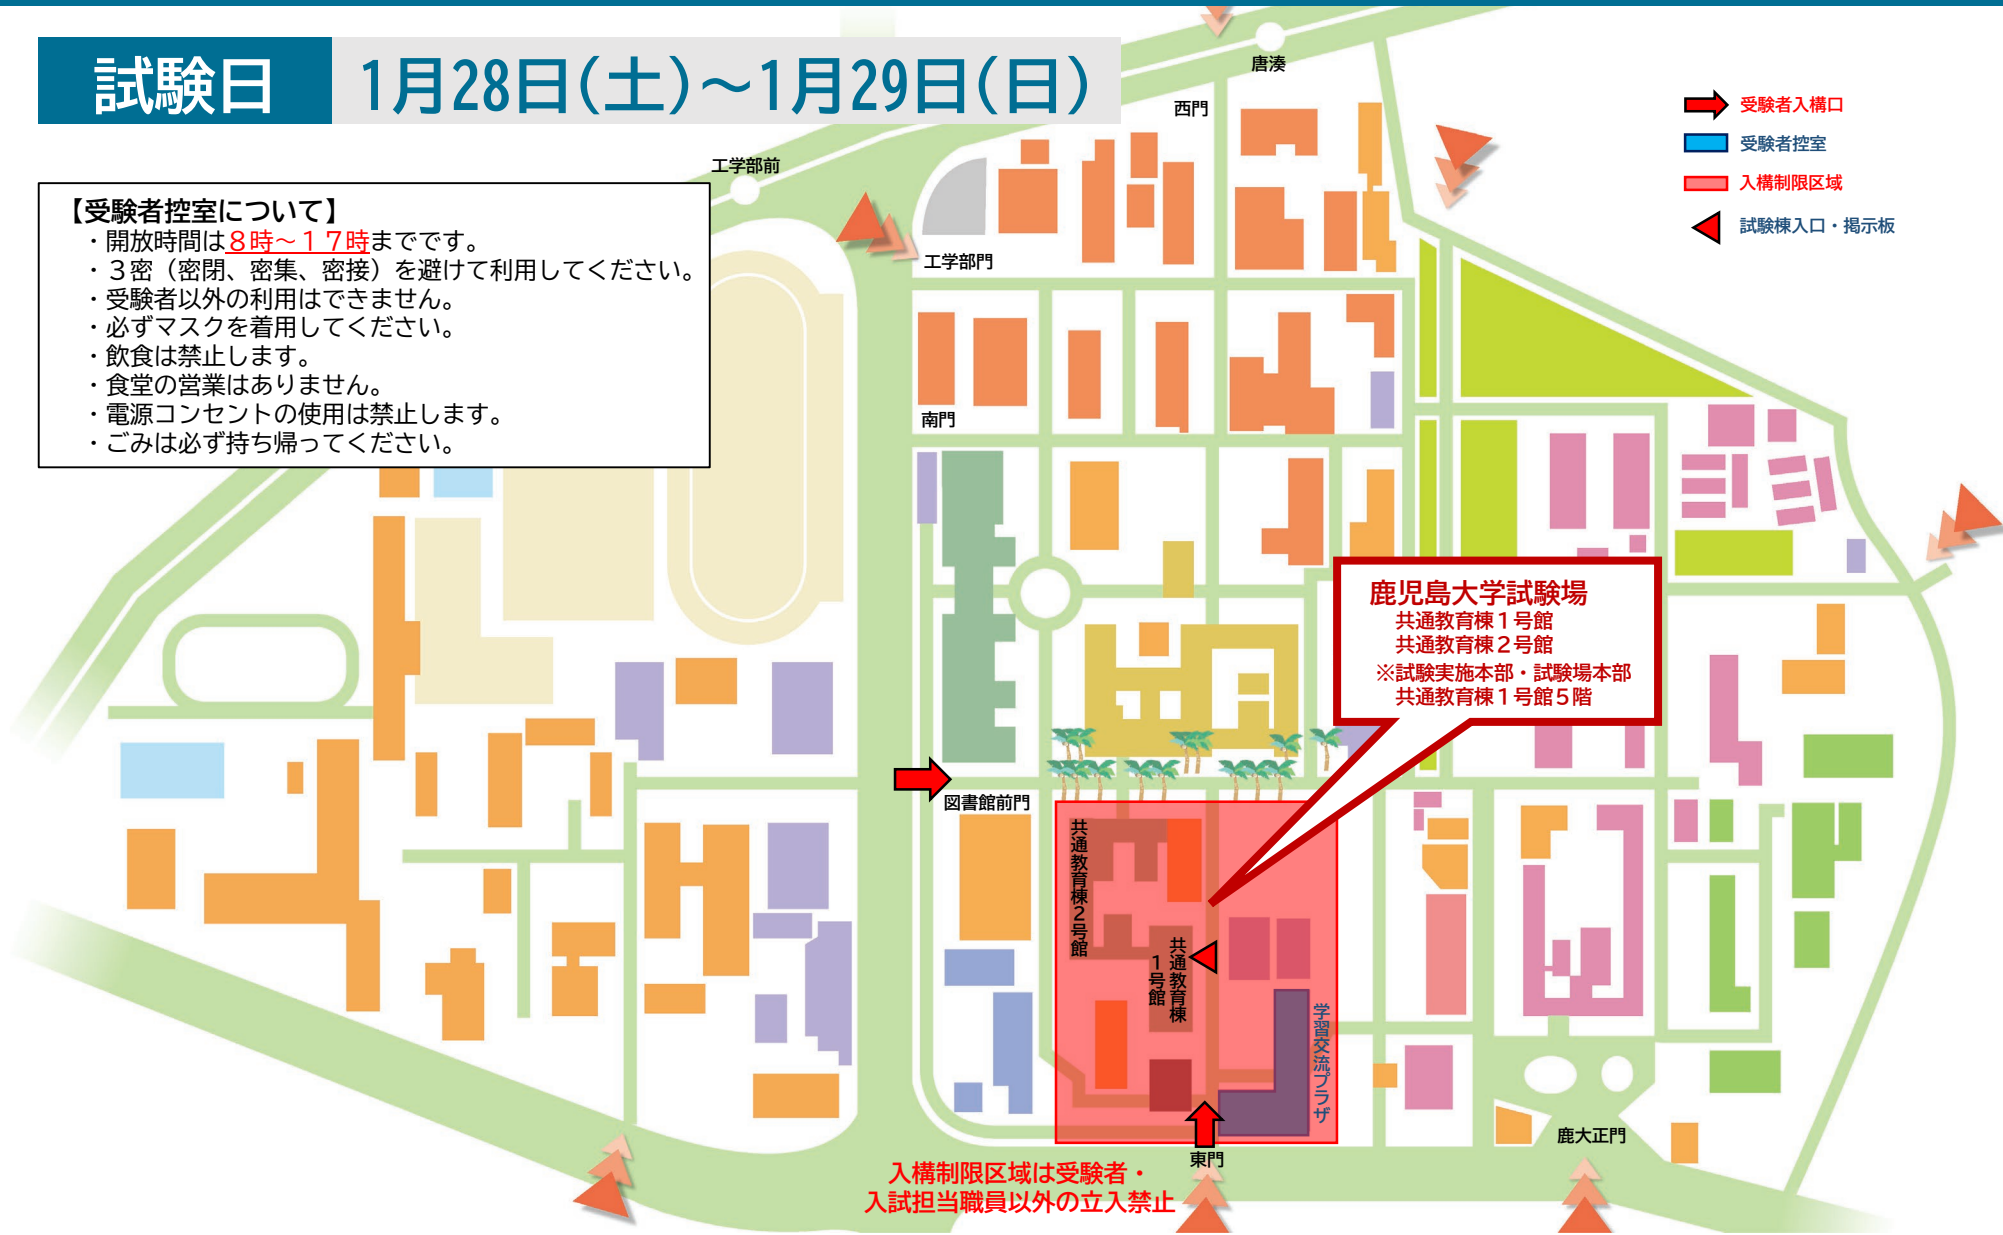 試験日 1月28日(土)～1月29日(日)
唐湊
西門
工学部前
工学部門
南門
受験者入構口
受験者控室
入構制限区域
試験棟入口・掲示板
【受験者控室について】
・開放時間は８時～１７時までです。
・３密（密閉、密集、密接）を避けて利用してください。
・受験者以外の利用はできません。
・必ずマスクを着用してください。
・飲食は禁止します。
・食堂の営業はありません。
・電源コンセントの使用は禁止します。
・ごみは必ず持ち帰ってください。
鹿児島大学試験場
共通教育棟１号館
共通教育棟２号館
※試験実施本部・試験場本部
共通教育棟１号館５階
図書館前門
共通教育棟２号館
共通教育棟
１号館
学習交流プラザ
東門
鹿大正門
入構制限区域は受験者・
入試担当職員以外の立入禁止